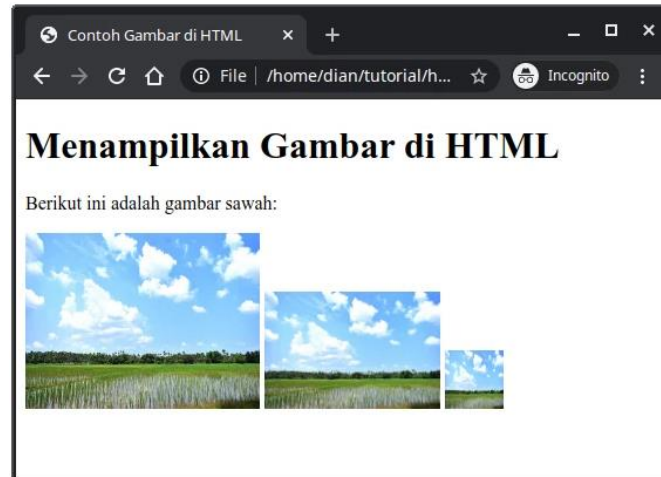 Contoh Gambar di HTML
File /home/dian/tutorial/h...
Incognito
Menampilkan Gambar di HTML
Berikut ini adalah gambar sawah: